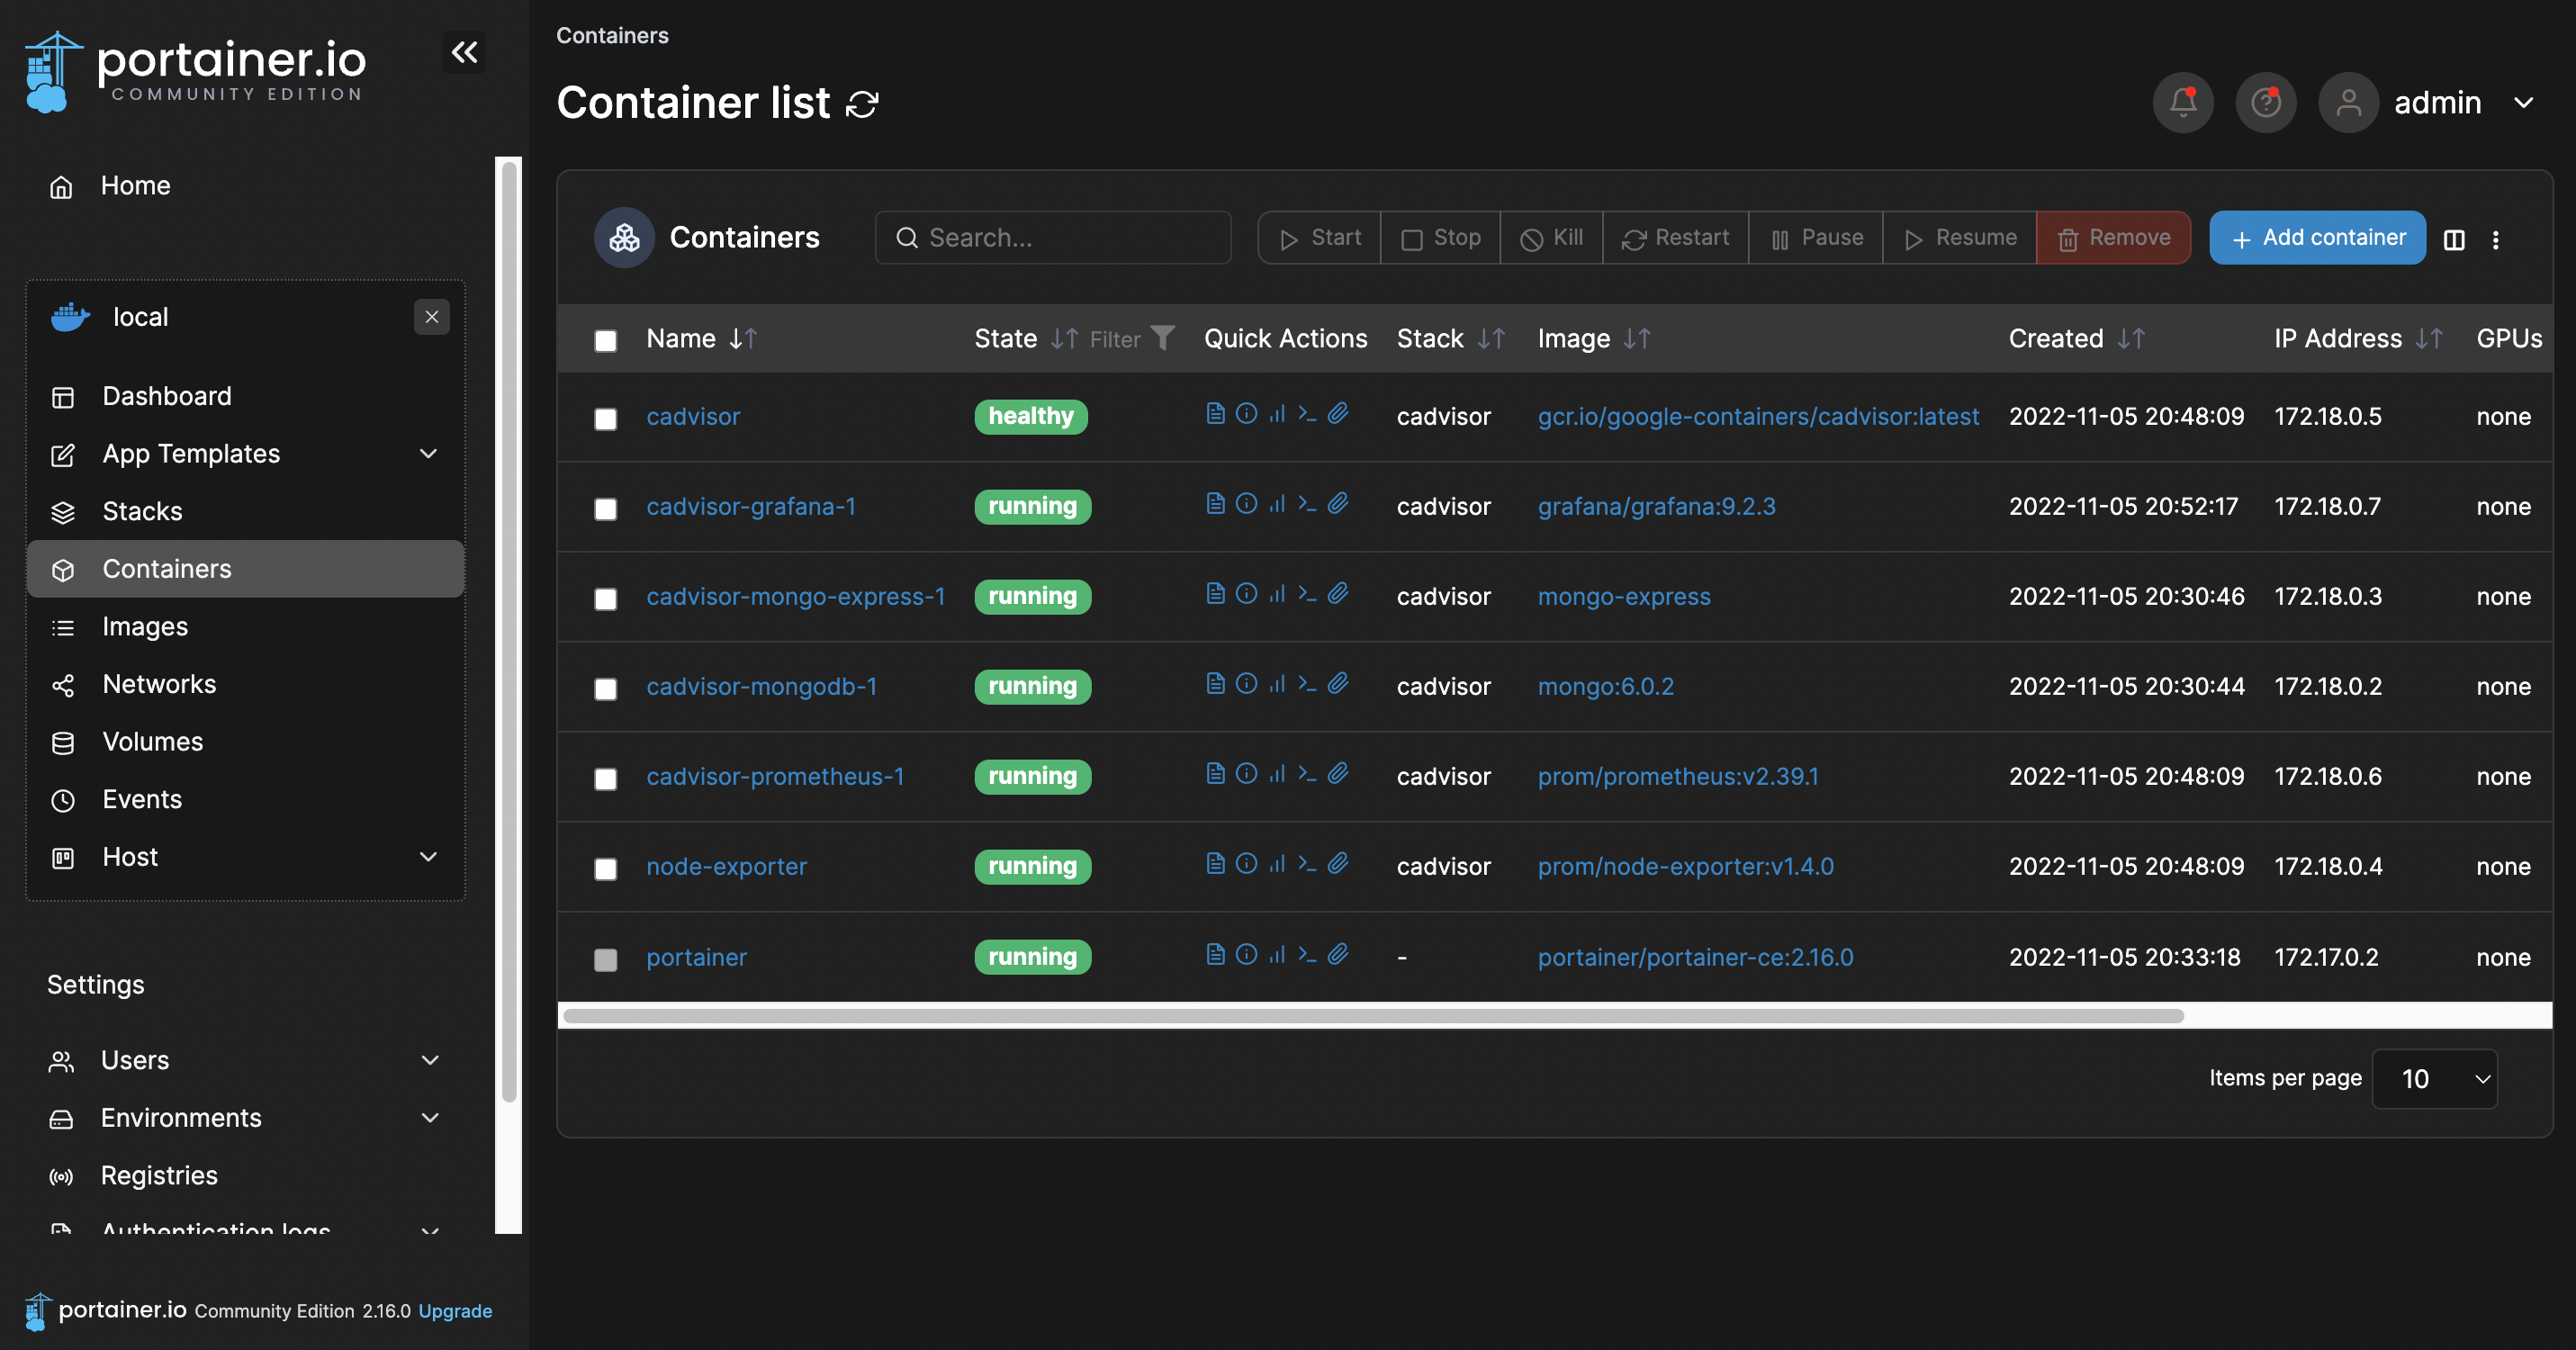 portainer.io
COMMUNITY EDITION
Home
local
Dashboard
App Templates
Stacks
Containers
Images
Networks
Volumes
Events
Host
Settings
Users
Environments
Registries
Authentication logs
portainer.io Community Edition 2.16.0 Upgrade
Containers
Container list
admin
Containers Search... Start Stop Kill Restart Pause Resume Remove Add container
Name State Filter Quick Actions Stack Image Created IP Address GPUs
cadvisor healthy cadvisor gcr.io/google-containers/cadvisor:latest 2022-11-05 20:48:09 172.18.0.5 none
cadvisor-grafana-1 running cadvisor grafana/grafana:9.2.3 2022-11-05 20:52:17 172.18.0.7 none
cadvisor-mongo-express-1 running cadvisor mongo-express 2022-11-05 20:30:46 172.18.0.3 none
cadvisor-mongodb-1 running cadvisor mongo:6.0.2 2022-11-05 20:30:44 172.18.0.2 none
cadvisor-prometheus-1 running cadvisor prom/prometheus:v2.39.1 2022-11-05 20:48:09 172.18.0.6 none
node-exporter running cadvisor prom/node-exporter:v1.4.0 2022-11-05 20:48:09 172.18.0.4 none
portainer running - portainer/portainer-ce:2.16.0 2022-11-05 20:33:18 172.17.0.2 none
Items per page 10